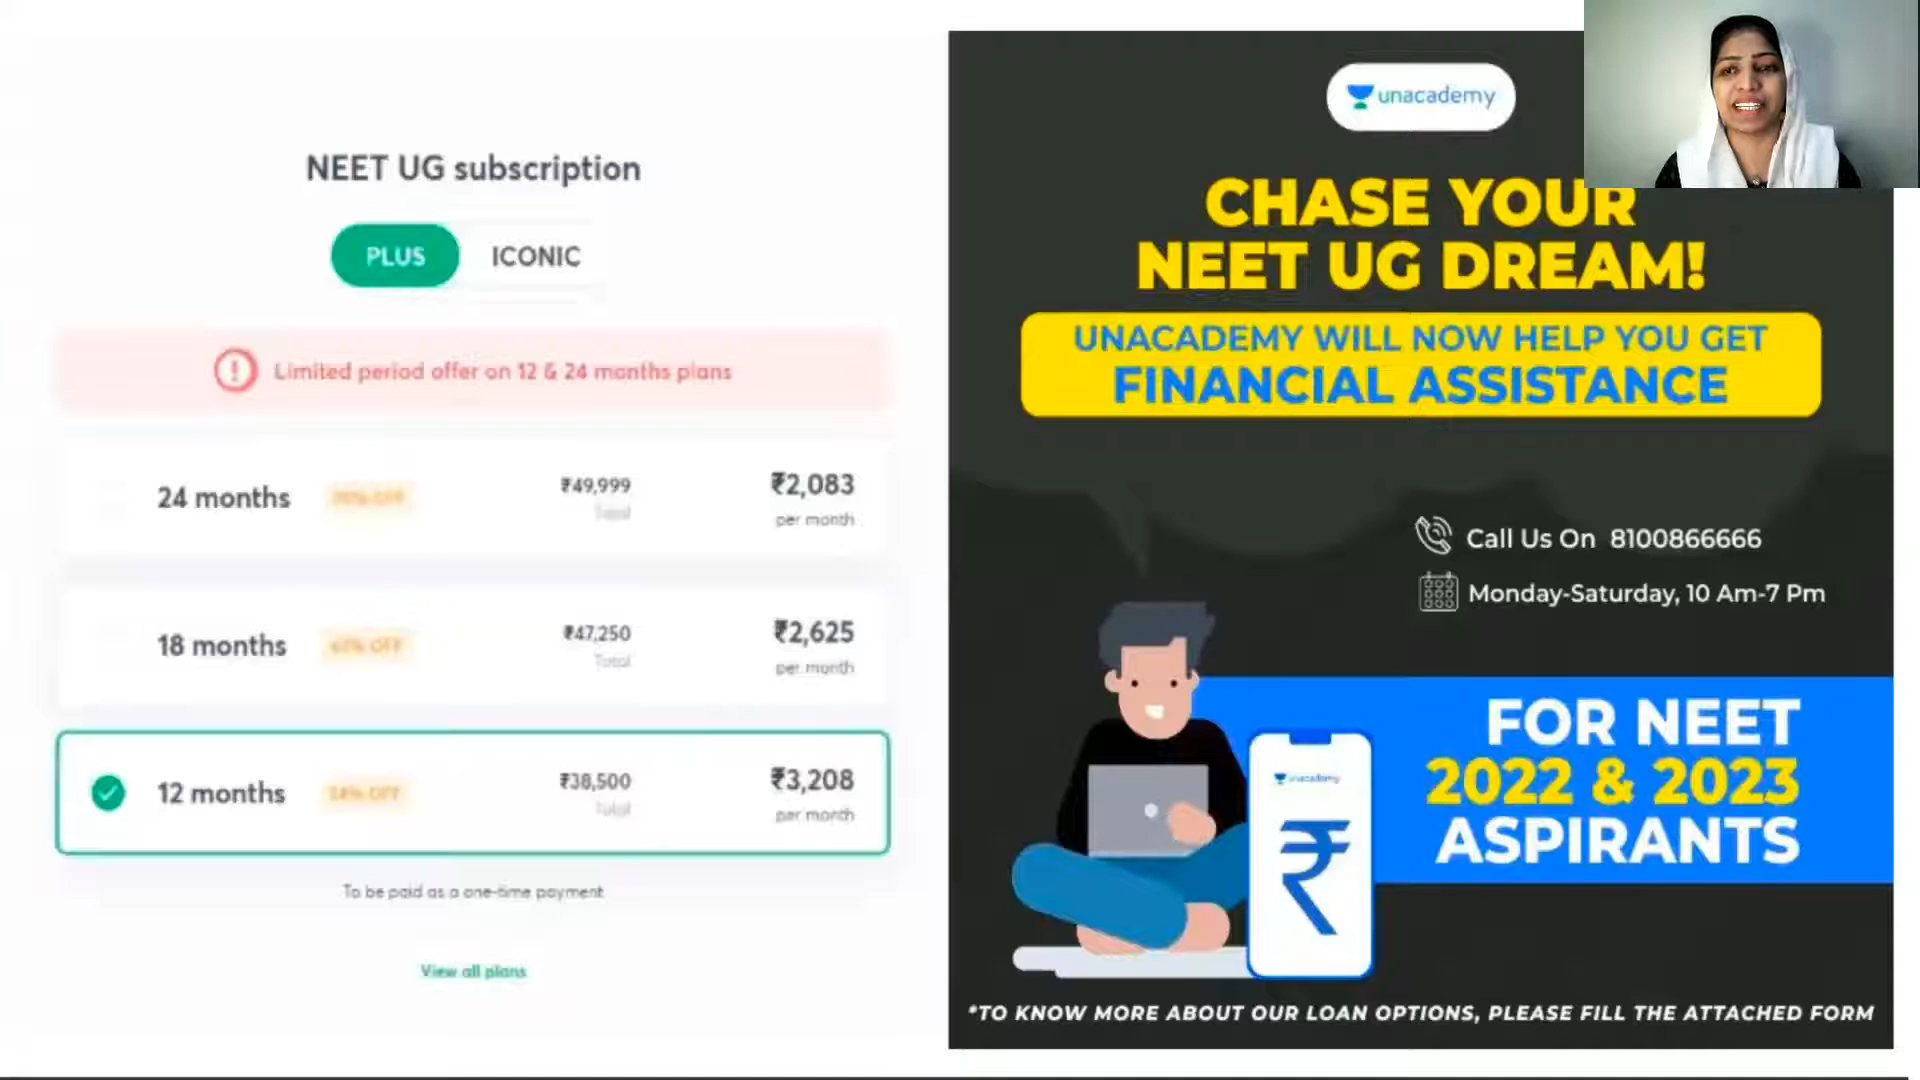 NEET UG subscription
PLUS ICONIC
Limited period offer on 12 & 24 months plans
24 months ₹49,999 ₹2,083
Total per month
18 months ₹47,250 ₹2,625
Total per month
12 months ₹38,500 ₹3,208
Total per month
To be paid as a one-time payment
View all plans
unacademy
CHASE YOUR
NEET UG DREAM!
UNACADEMY WILL NOW HELP YOU GET
FINANCIAL ASSISTANCE
Call Us On 8100866666
Monday-Saturday, 10 Am-7 Pm
unacademy
₹
FOR NEET
2022 & 2023
ASPIRANTS
*TO KNOW MORE ABOUT OUR LOAN OPTIONS, PLEASE FILL THE ATTACHED FORM